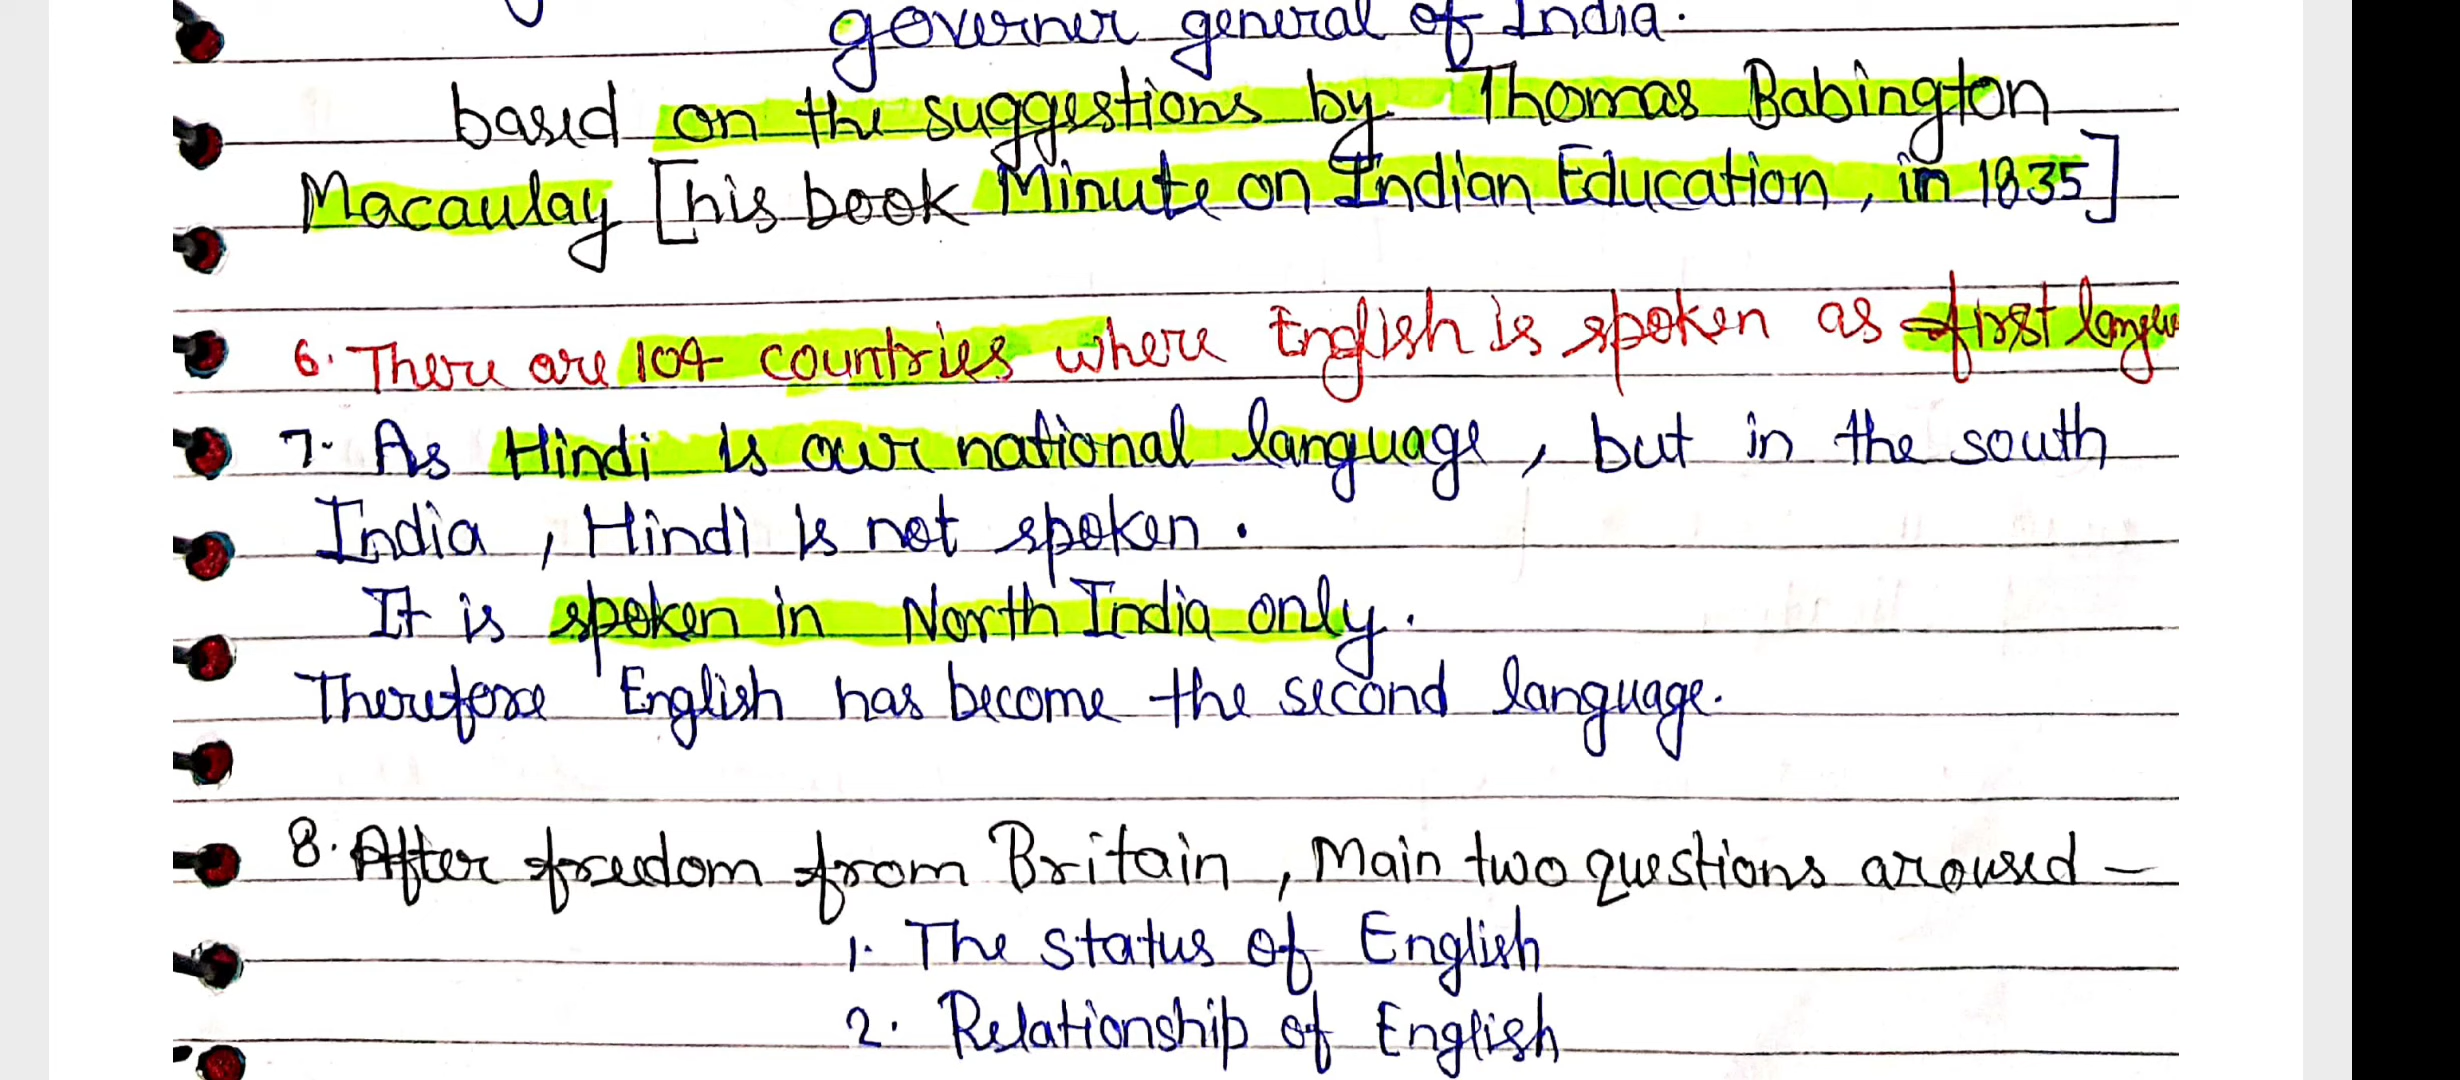 governer general of India.
based on the suggestions by Thomas Babington
Macaulay [his book Minute on Indian Education, in 1835]
6. There are 104 countries where English is spoken as first
7. As Hindi is our national language, but in the south
India, Hindi is not spoken.
It is spoken in North India only.
Therefore English has become the second language.
8. After freedom from Britain, Main two questions aroused -
1. The status of English
2. Relationship of English